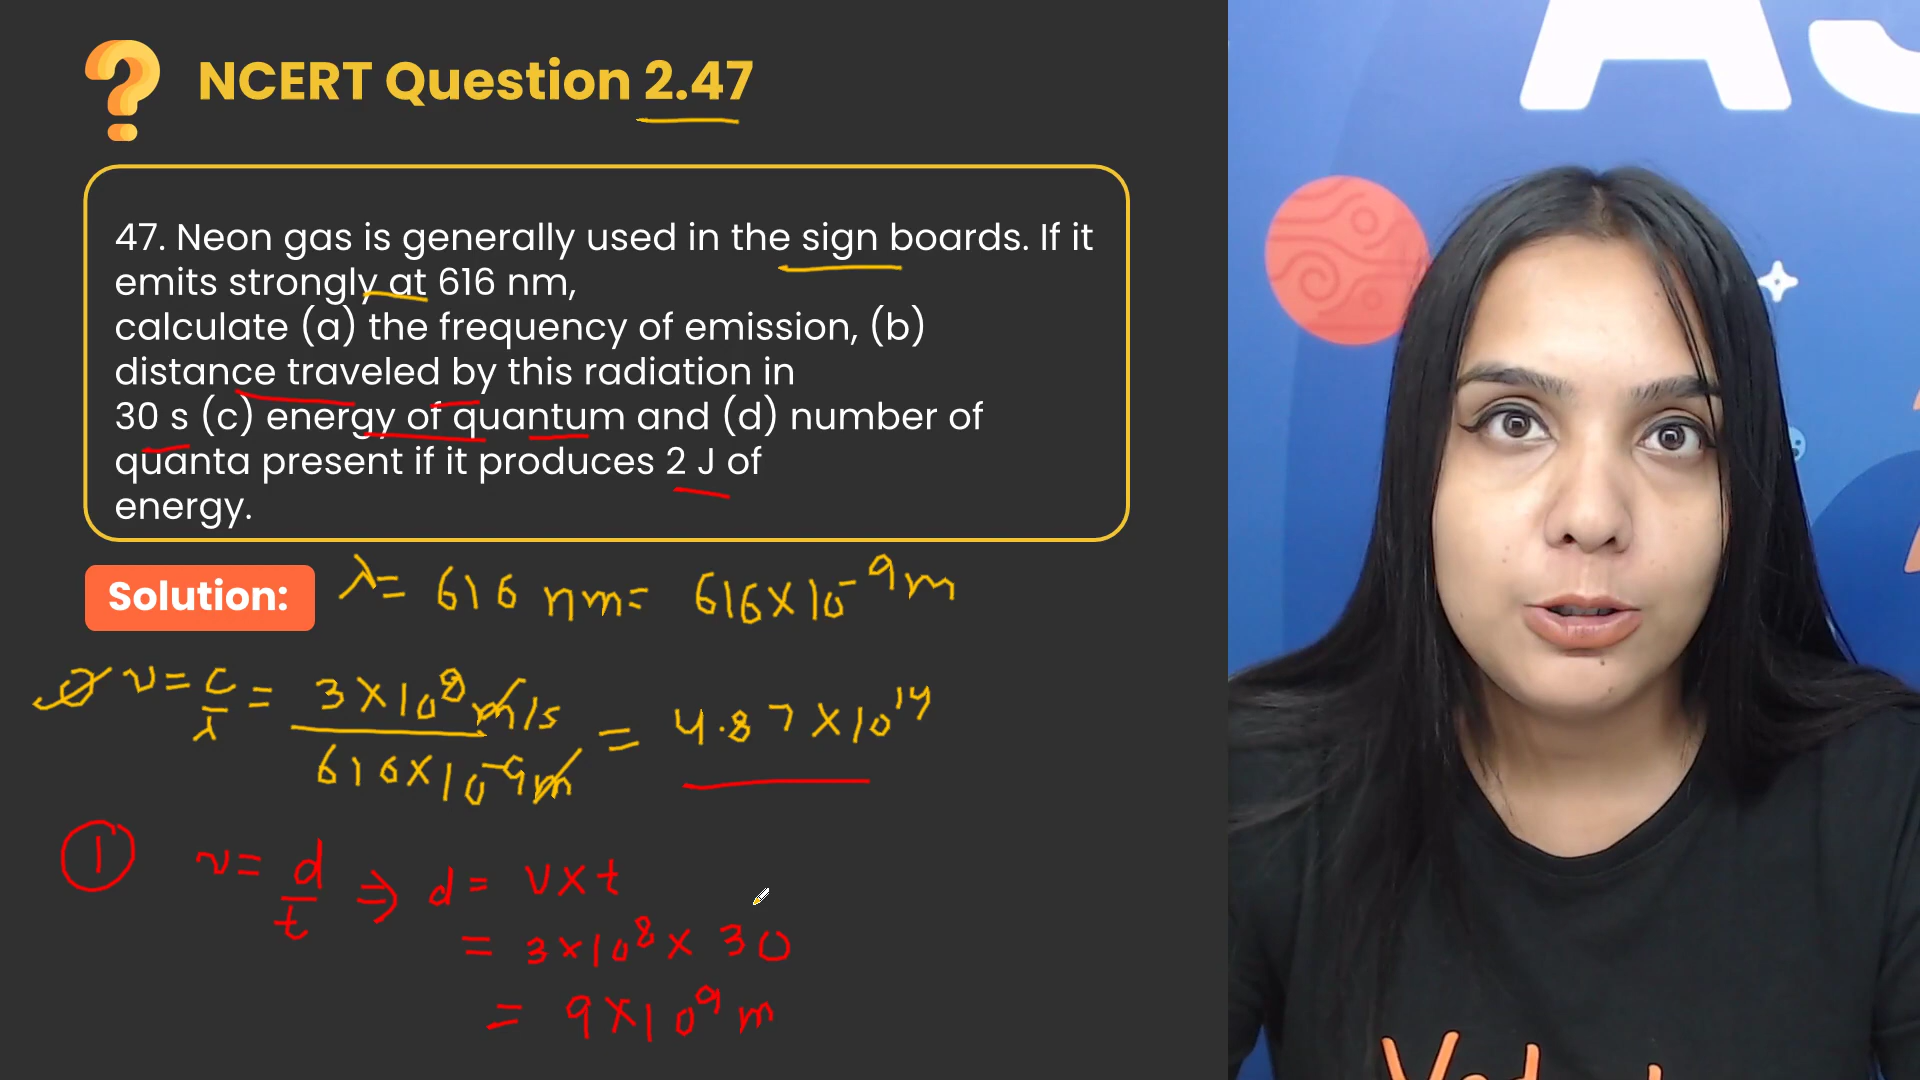 NCERT Question 2.47
47. Neon gas is generally used in the sign boards. If it
emits strongly at 616 nm,
calculate (a) the frequency of emission, (b)
distance traveled by this radiation in
30 s (c) energy of quantum and (d) number of
quanta present if it produces 2 J of
energy.
Solution: λ = 616 nm = 616×10⁻⁹ m
ν = c/λ = 3×10⁸ m/s / 616×10⁻⁹ m = 4.87×10¹⁴
① v = d/t ⇒ d = v×t
= 3×10⁸ × 30
= 9×10⁹ m